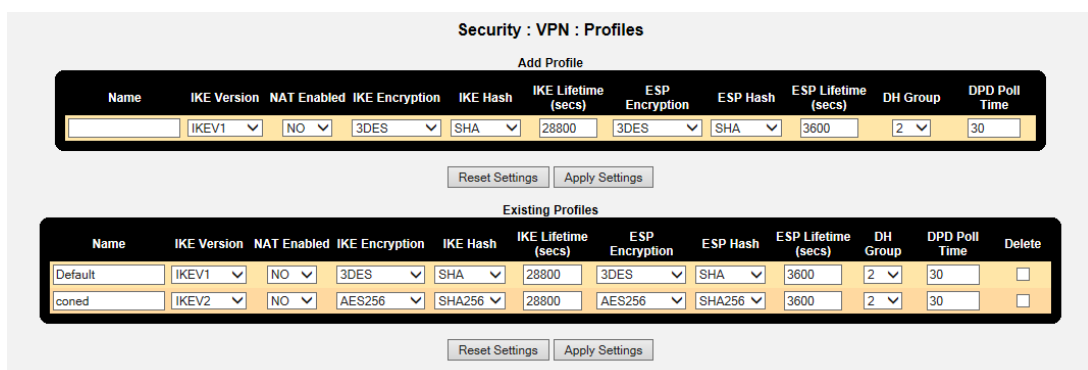 Security : VPN : Profiles
Add Profile
Name IKE Version NAT Enabled IKE Encryption IKE Hash IKE Lifetime (secs) ESP Encryption ESP Hash ESP Lifetime (secs) DH Group DPD Poll Time
IKEV1 NO 3DES SHA 28800 3DES SHA 3600 2 30
Reset Settings Apply Settings
Existing Profiles
Name IKE Version NAT Enabled IKE Encryption IKE Hash IKE Lifetime (secs) ESP Encryption ESP Hash ESP Lifetime (secs) DH Group DPD Poll Time Delete
Default IKEV1 NO 3DES SHA 28800 3DES SHA 3600 2 30
coned IKEV2 NO AES256 SHA256 28800 AES256 SHA256 3600 2 30
Reset Settings Apply Settings